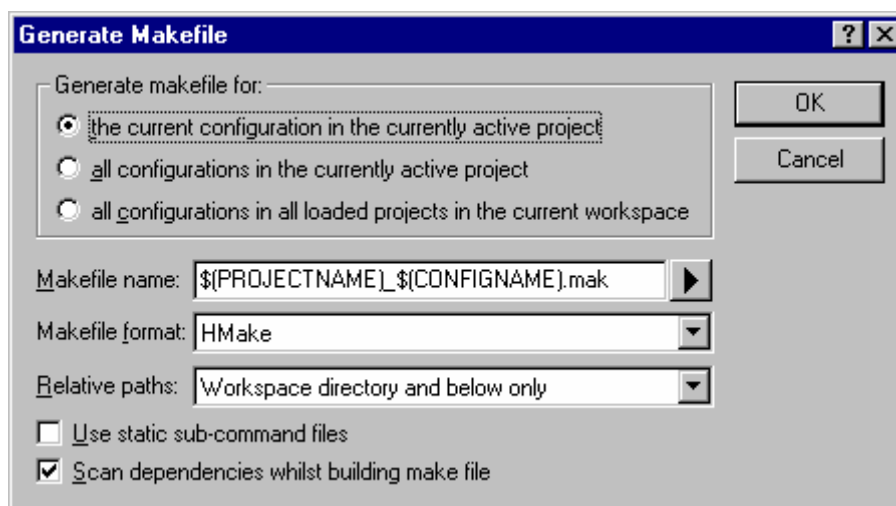 Generate Makefile
Generate makefile for:
the current configuration in the currently active project
all configurations in the currently active project
all configurations in all loaded projects in the current workspace
OK
Cancel
Makefile name: $(PROJECTNAME)_$(CONFIGNAME).mak
Makefile format: HMake
Relative paths: Workspace directory and below only
Use static sub-command files
Scan dependencies whilst building make file